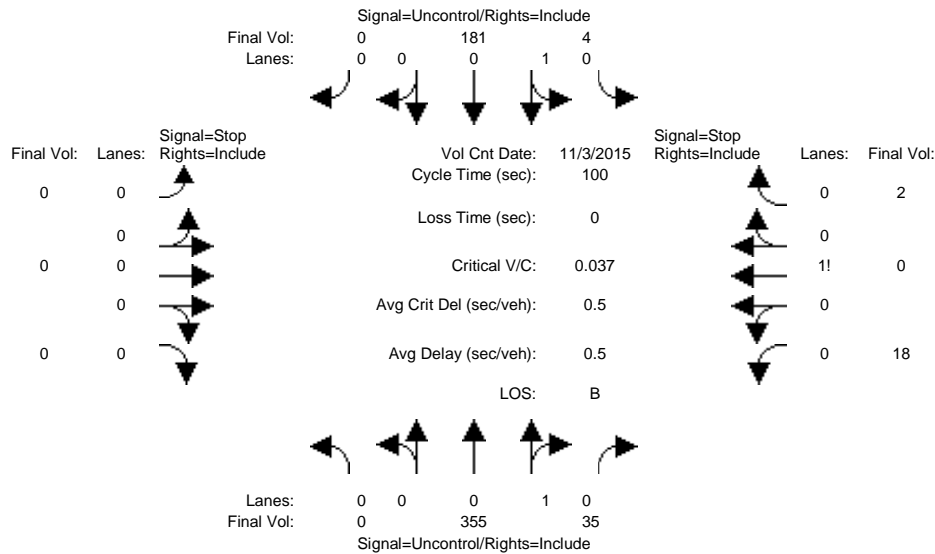 Signal=Uncontrol/Rights=Include
Final Vol: 0 181 4
Lanes: 0 0 0 1 0
Signal=Stop
Final Vol: Lanes: Rights=Include
Vol Cnt Date: 11/3/2015
Signal=Stop
Rights=Include Lanes: Final Vol:
Cycle Time (sec): 100
0 0
0 2
Loss Time (sec): 0
0
0
0 0
Critical V/C: 0.037
1! 0
0
Avg Crit Del (sec/veh): 0.5
0
0 0
Avg Delay (sec/veh): 0.5
0 18
LOS: B
Lanes: 0 0 0 1 0
Final Vol: 0 355 35
Signal=Uncontrol/Rights=Include